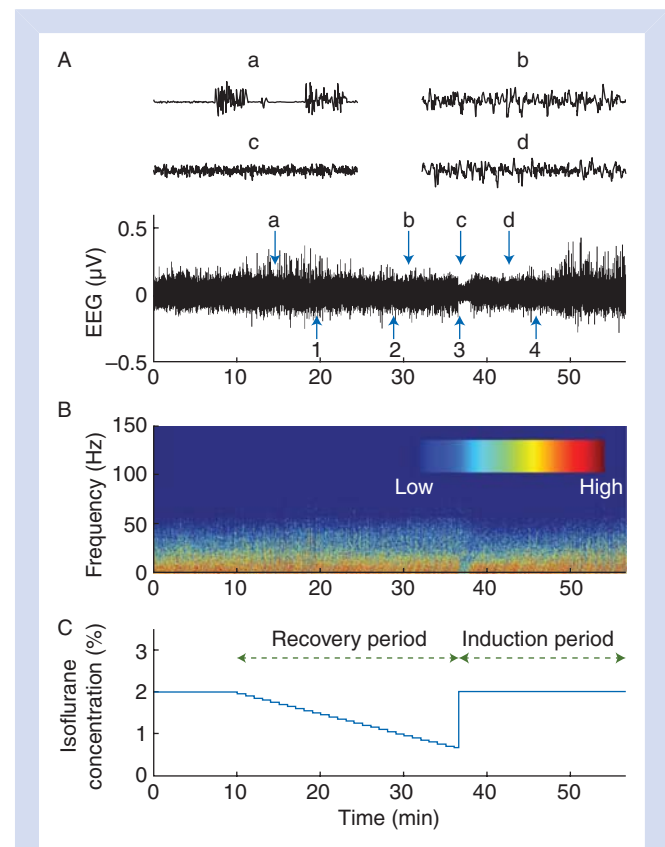 A
a
b
c
d
a
b
c
d
0.5
0
−0.5
EEG (µV)
1
2
3
4
0
10
20
30
40
50
B
150
100
50
0
Frequency (Hz)
Low
High
0
10
20
30
40
50
C
Recovery period
Induction period
3
2
1
0
Isoflurane
concentration (%)
0
10
20
30
40
50
Time (min)